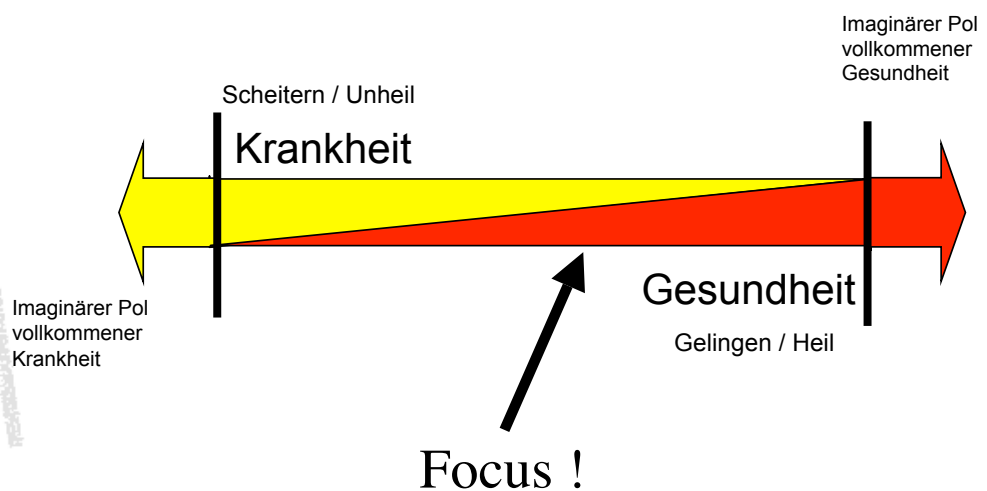 Imaginärer Pol
vollkommener
Gesundheit
Scheitern / Unheil
Krankheit
Imaginärer Pol
vollkommener
Krankheit
Gesundheit
Gelingen / Heil
Focus !